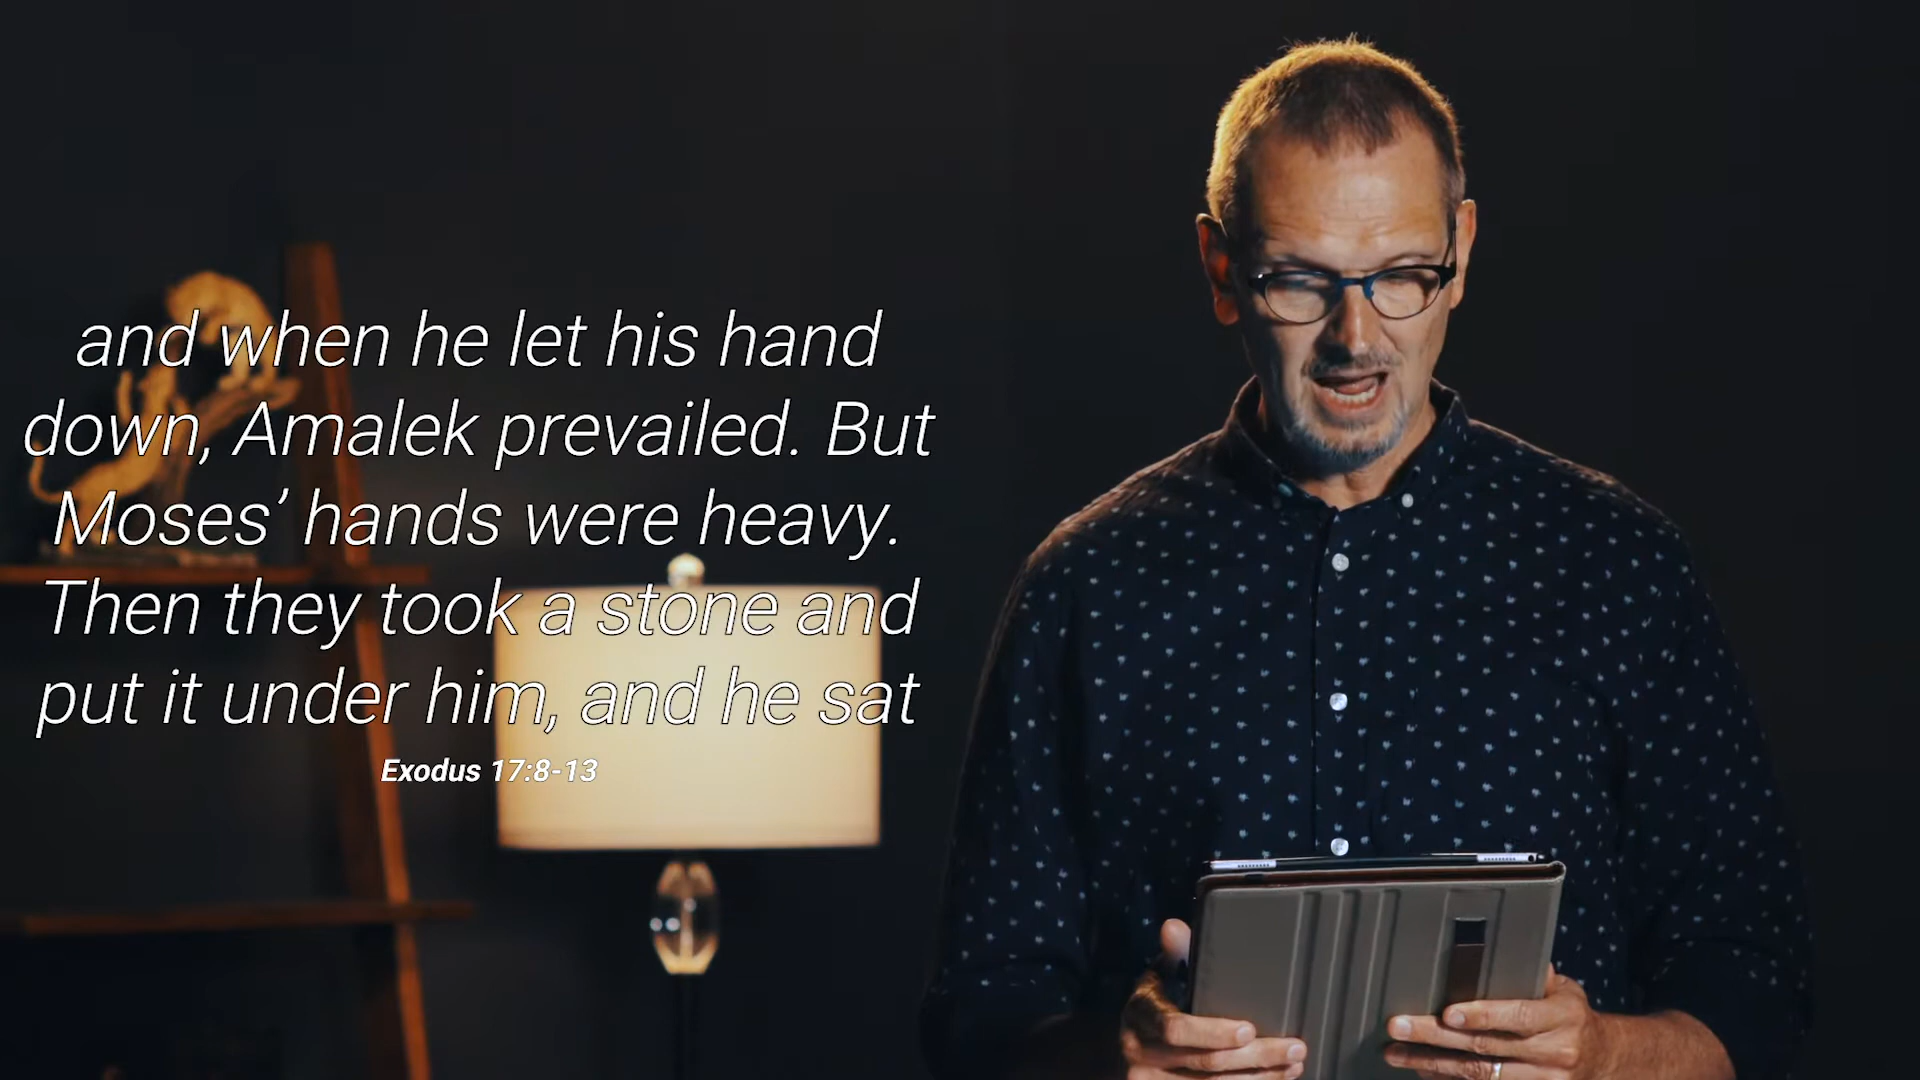 and when he let his hand
down, Amalek prevailed. But
Moses’ hands were heavy.
Then they took a stone and
put it under him, and he sat
Exodus 17:8-13